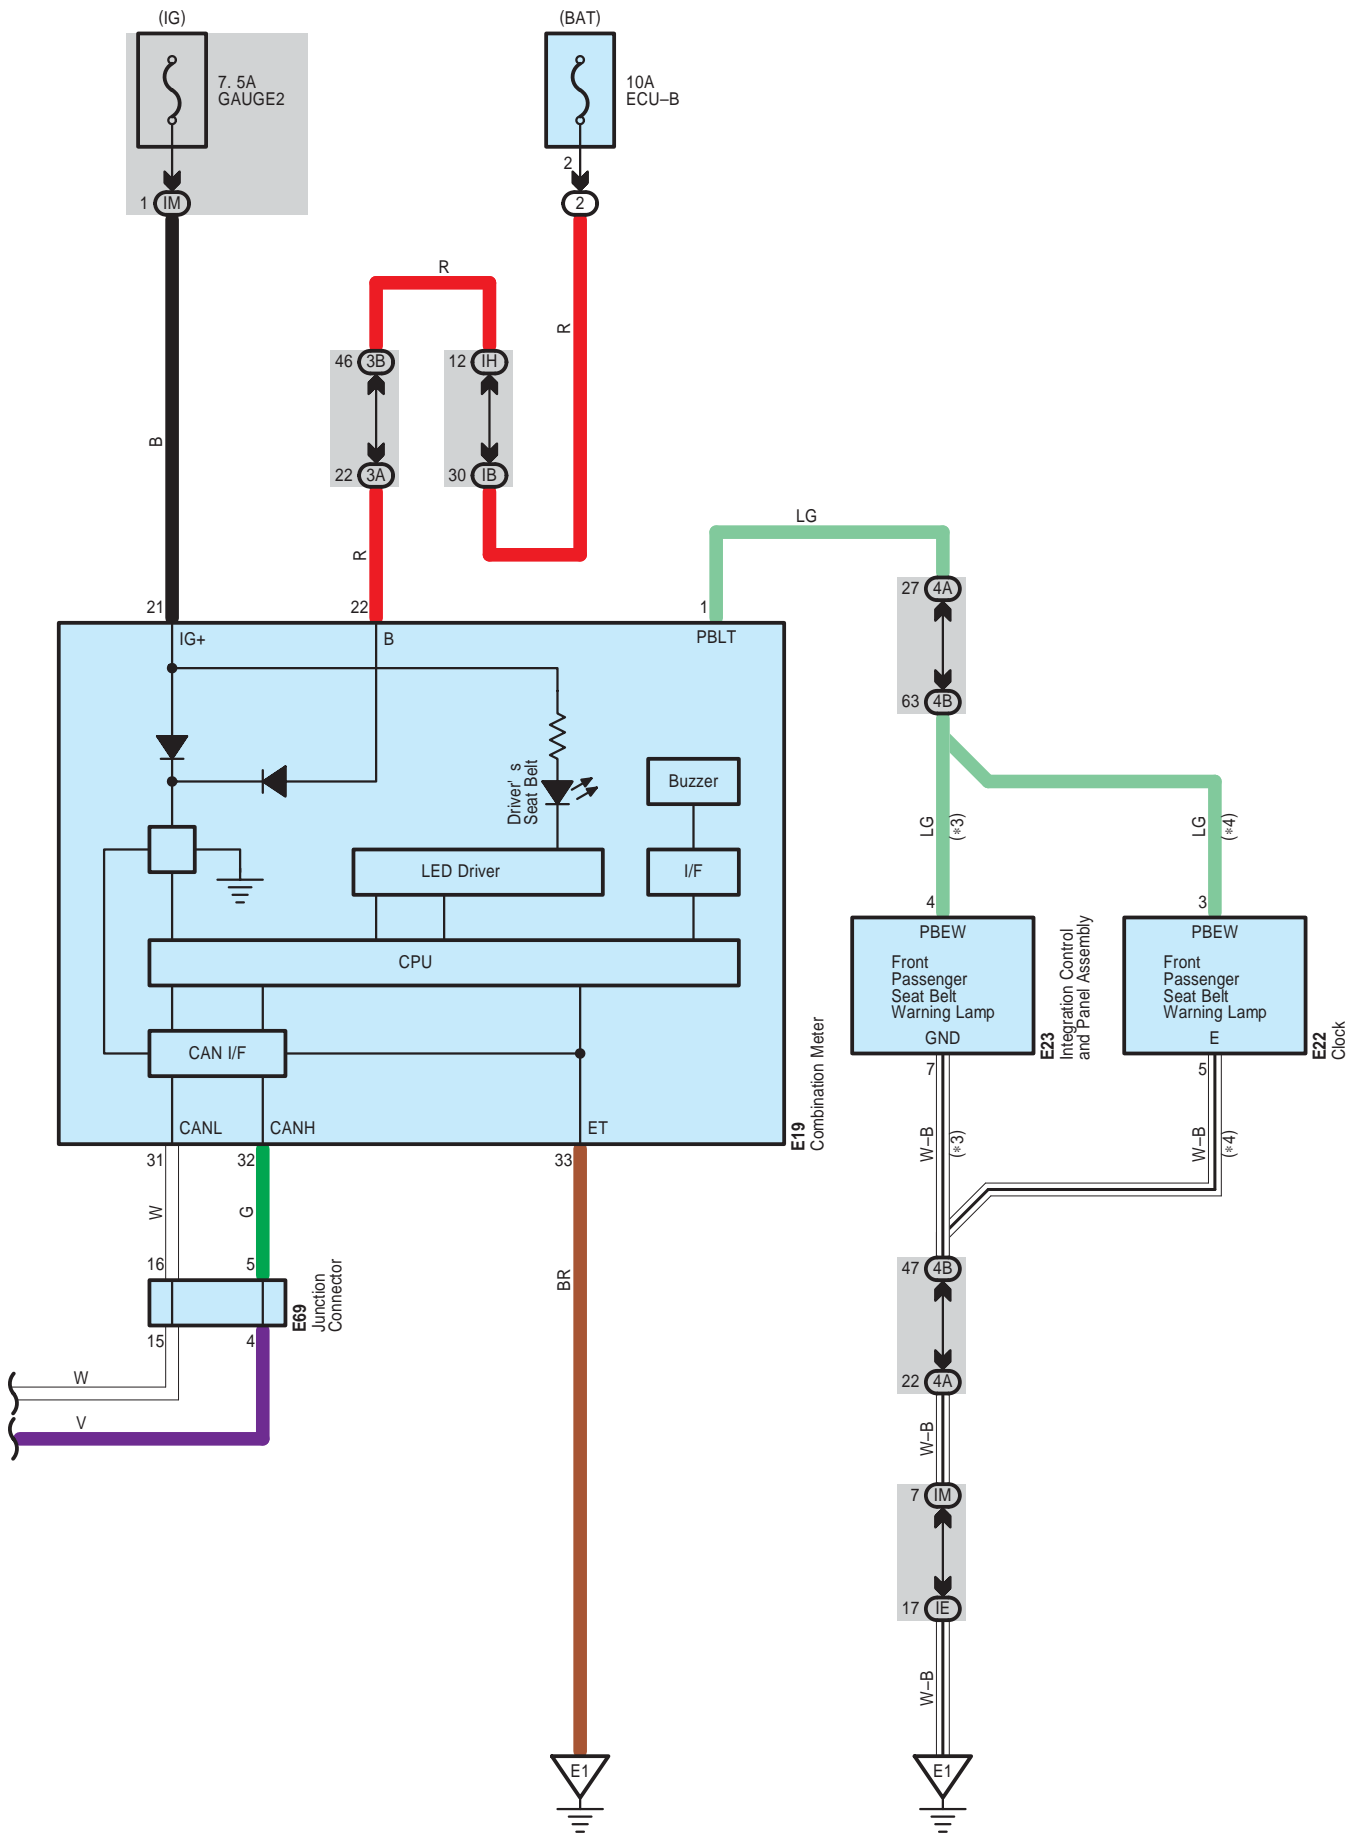 (IG)
(BAT)
7. 5A
GAUGE2
10A
ECU–B
2
1 IM
2
R
R
B
46 3B
12 IH
22 3A
30 IB
R
LG
27 4A
63 4B
21
22
1
IG+
B
PBLT
Driver' s
Seat Belt
Buzzer
LED Driver
I/F
CPU
CAN I/F
CANL
CANH
ET
E19
Combination Meter
LG
(∗3)
LG
(∗4)
4
3
PBEW
Front
Passenger
Seat Belt
Warning Lamp
GND
E23
Integration Control
and Panel Assembly
PBEW
Front
Passenger
Seat Belt
Warning Lamp
E
E22
Clock
7
5
W–B
(∗3)
W–B
(∗4)
31
32
33
W
G
16
5
E69
Junction
Connector
15
4
W
V
BR
47 4B
22 4A
W–B
7 IM
17 IE
W–B
E1
E1